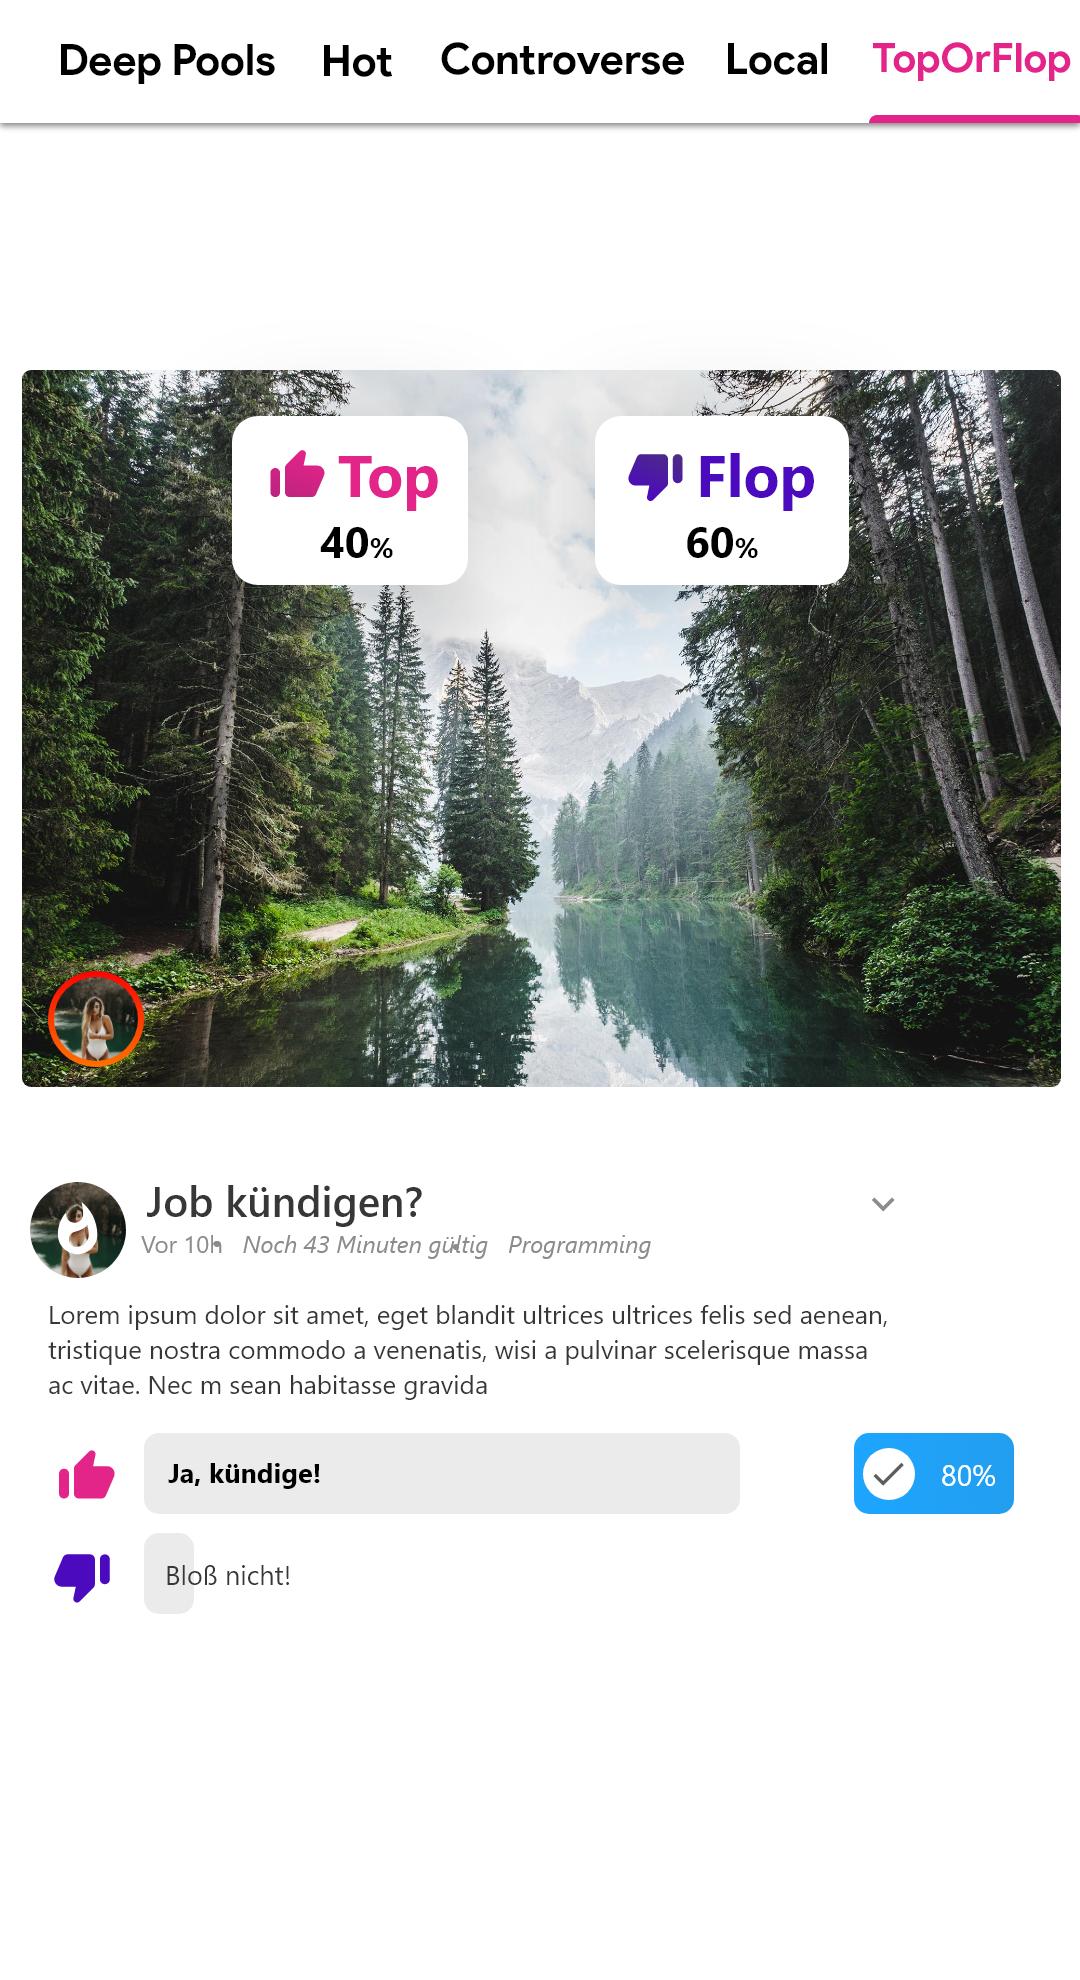 Deep Pools Hot Controverse Local TopOrFlop
Top Flop
40% 60%
Job kündigen?
Vor 10h • Noch 43 Minuten gültig • Programming
Lorem ipsum dolor sit amet, eget blandit ultrices ultrices felis sed aenean,
tristique nostra commodo a venenatis, wisi a pulvinar scelerisque massa
ac vitae. Nec m sean habitasse gravida
Ja, kündige! 80%
Bloß nicht!